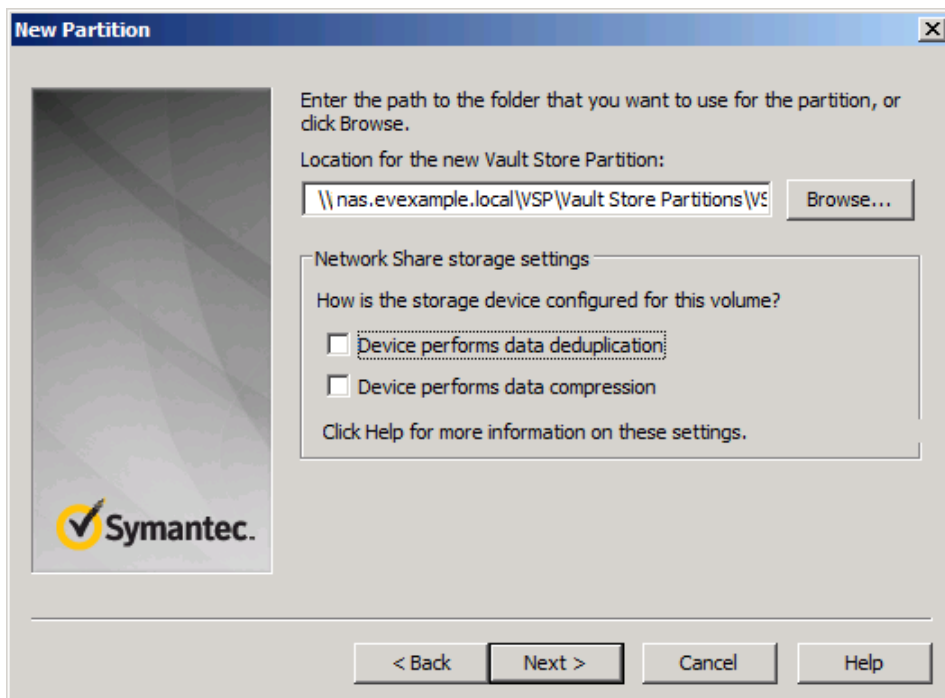 New Partition
Enter the path to the folder that you want to use for the partition, or
click Browse.
Location for the new Vault Store Partition:
\\ nas.evexample.local\VSP\Vault Store Partitions\VS
Browse...
Network Share storage settings
How is the storage device configured for this volume?
Device performs data deduplication
Device performs data compression
Click Help for more information on these settings.
Symantec.
< Back
Next >
Cancel
Help